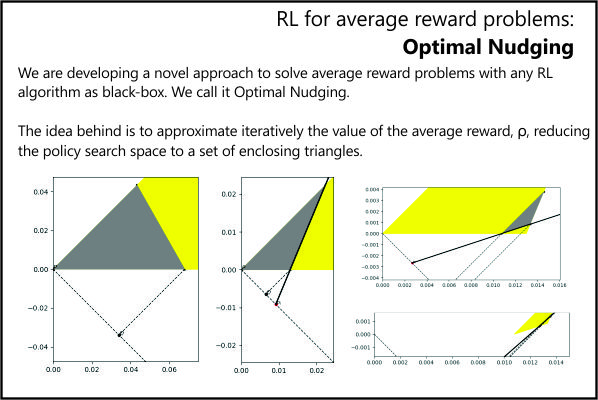 RL for average reward problems:
Optimal Nudging
We are developing a novel approach to solve average reward problems with any RL
algorithm as black-box. We call it Optimal Nudging.
The idea behind is to approximate iteratively the value of the average reward, ρ, reducing
the policy search space to a set of enclosing triangles.
0.04
0.02
0.00
−0.02
−0.04
0.00 0.02 0.04 0.06
0.02
0.01
0.00
−0.01
−0.02
0.00 0.01 0.02
0.004
0.003
0.002
0.001
0.000
−0.001
−0.002
−0.003
−0.004
0.000 0.002 0.004 0.006 0.008 0.010 0.012 0.014 0.016
0.001
0.000
−0.001
0.000 0.002 0.004 0.006 0.008 0.010 0.012 0.014